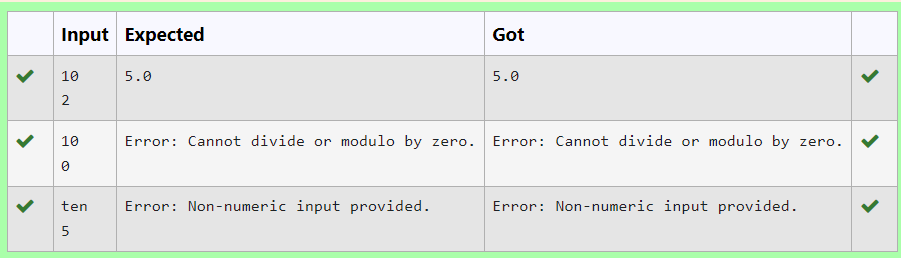 Input Expected Got
10 5.0 5.0
2
10 Error: Cannot divide or modulo by zero. Error: Cannot divide or modulo by zero.
0
ten Error: Non-numeric input provided. Error: Non-numeric input provided.
5